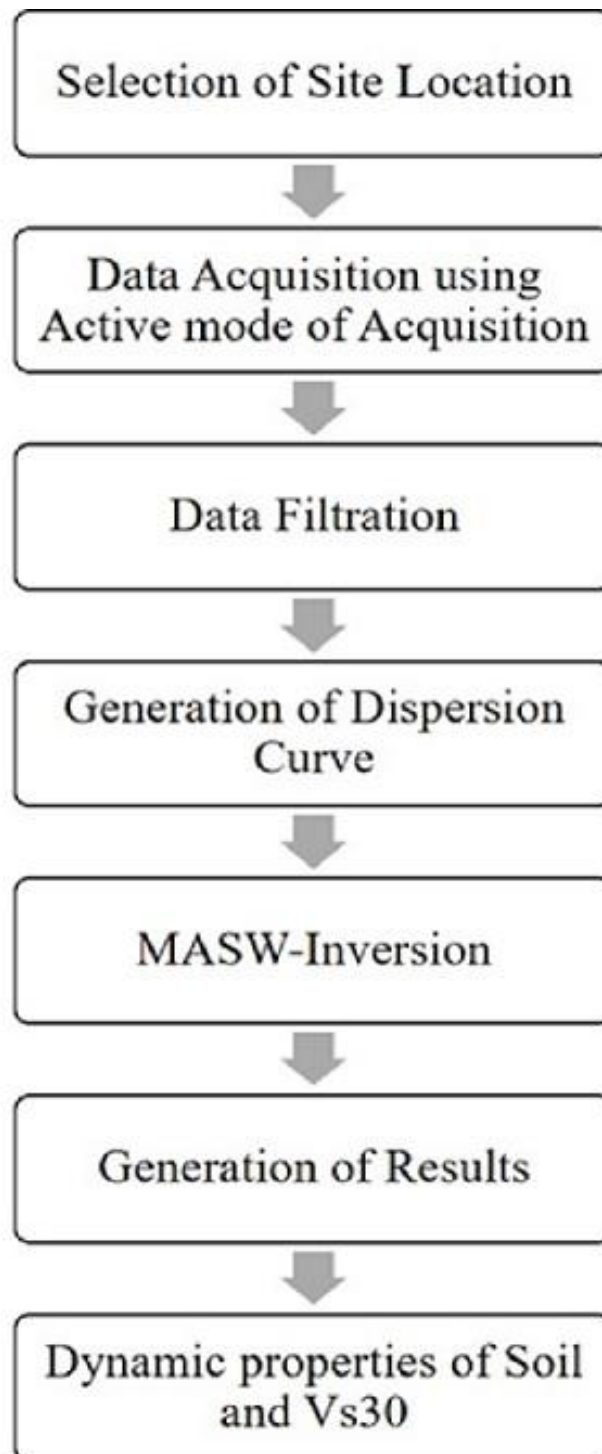 Selection of Site Location
Data Acquisition using
Active mode of Acquisition
Data Filtration
Generation of Dispersion
Curve
MASW-Inversion
Generation of Results
Dynamic properties of Soil
and Vs30